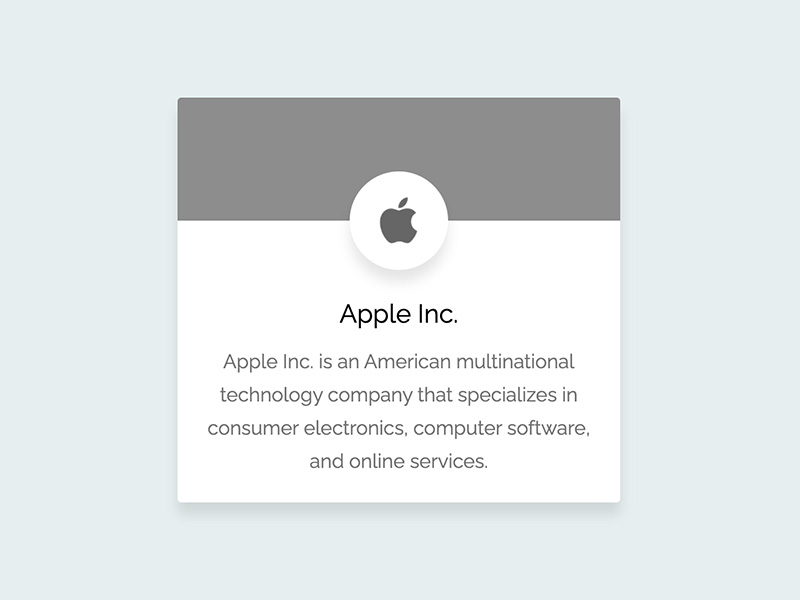 Apple Inc.
Apple Inc. is an American multinational
technology company that specializes in
consumer electronics, computer software,
and online services.